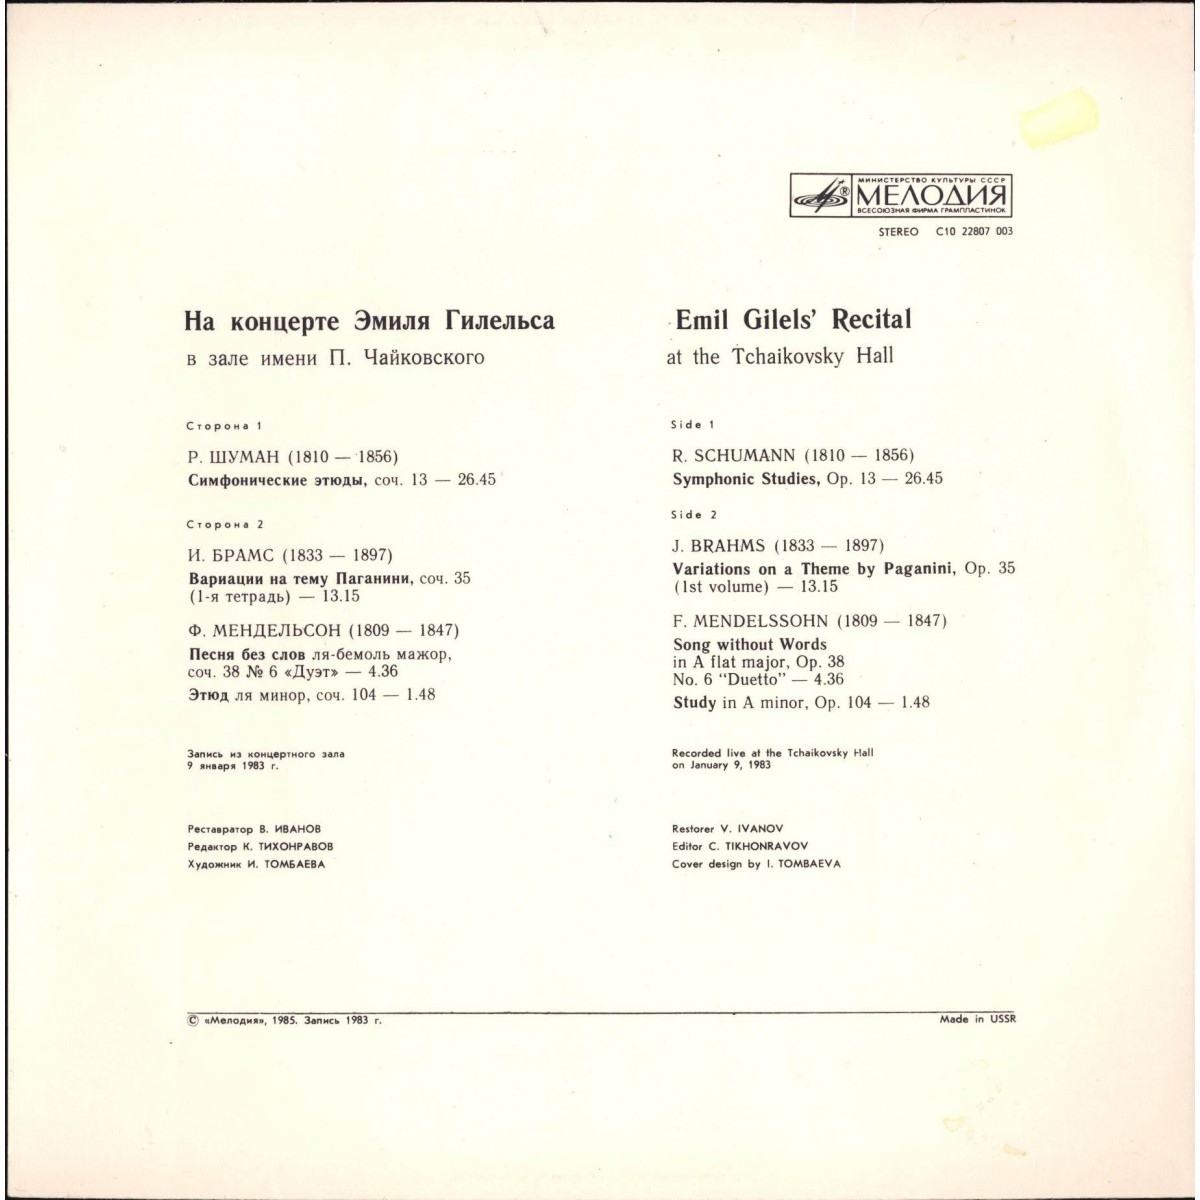 МИНИСТЕРСТВО КУЛЬТУРЫ СССР
МЕЛОДИЯ
ВСЕСОЮЗНАЯ ФИРМА ГРАМПЛАСТИНОК
STEREO С10 22807 003
На концерте Эмиля Гилельса
в зале имени П. Чайковского
Сторона 1
Р. ШУМАН (1810 — 1856)
Симфонические этюды, соч. 13 — 26.45
Сторона 2
И. БРАМС (1833 — 1897)
Вариации на тему Паганини, соч. 35
(1-я тетрадь) — 13.15
Ф. МЕНДЕЛЬСОН (1809 — 1847)
Песня без слов ля-бемоль мажор,
соч. 38 № 6 «Дуэт» — 4.36
Этюд ля минор, соч. 104 — 1.48
Запись из концертного зала
9 января 1983 г.
Реставратор В. ИВАНОВ
Редактор К. ТИХОНРАВОВ
Художник И. ТОМБАЕВА
Emil Gilels’ Recital
at the Tchaikovsky Hall
Side 1
R. SCHUMANN (1810 — 1856)
Symphonic Studies, Op. 13 — 26.45
Side 2
J. BRAHMS (1833 — 1897)
Variations on a Theme by Paganini, Op. 35
(1st volume) — 13.15
F. MENDELSSOHN (1809 — 1847)
Song without Words
in A flat major, Op. 38
No. 6 “Duetto” — 4.36
Study in A minor, Op. 104 — 1.48
Recorded live at the Tchaikovsky Hall
on January 9, 1983
Restorer V. IVANOV
Editor C. TIKHONRAVOV
Cover design by I. TOMBAEVA
© «Мелодия», 1985. Запись 1983 г.
Made in USSR